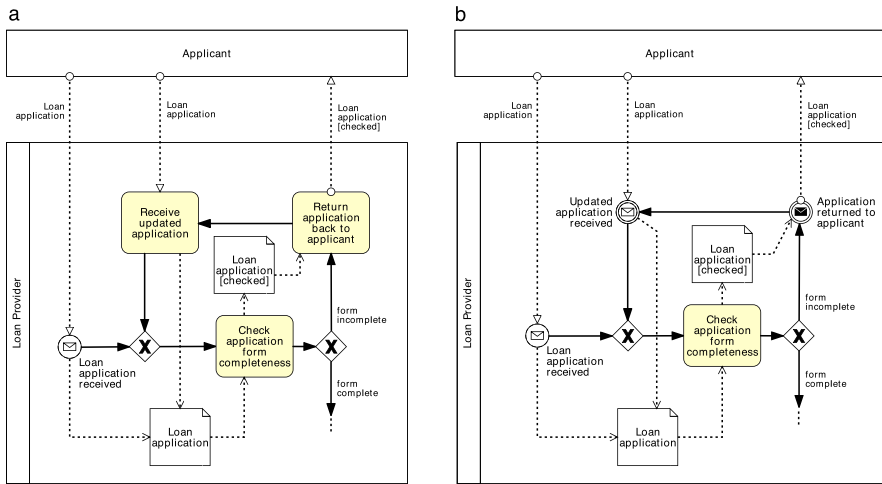 a
Applicant
Loan
application
Loan
application
Loan
application
[checked]
Loan Provider
Receive
updated
application
Return
application
back to
applicant
Loan
application
[checked]
form
incomplete
Check
application
form
completeness
X
X
Loan
application
received
form
complete
Loan
application
b
Applicant
Loan
application
Loan
application
Loan
application
[checked]
Loan Provider
Updated
application
received
Application
returned to
applicant
Loan
application
[checked]
form
incomplete
Check
application
form
completeness
X
X
Loan
application
received
form
complete
Loan
application